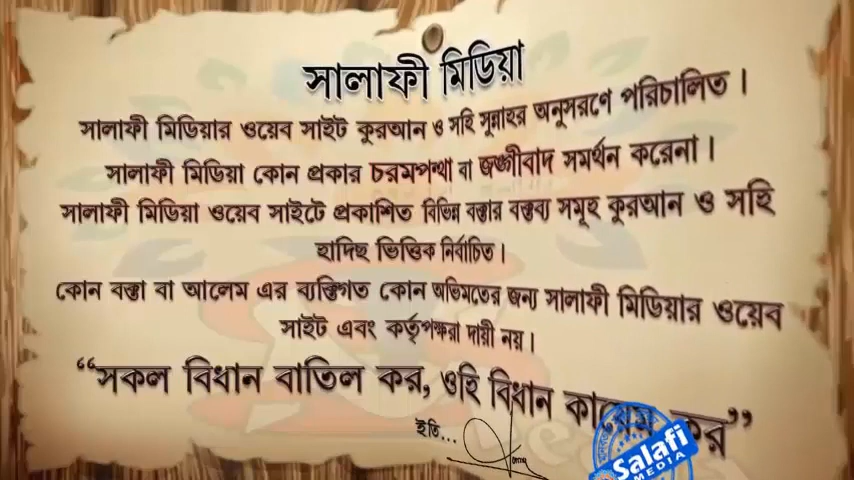 সালাফী মিডিয়া
সালাফী মিডিয়ার ওয়েব সাইট কুরআন ও সহি সুন্নাহর অনুসরণে পরিচালিত ।
সালাফী মিডিয়া কোন প্রকার চরমপন্থা বা জঙ্গীবাদ সমর্থন করেনা ।
সালাফী মিডিয়া ওয়েব সাইটে প্রকাশিত বিভিন্ন বক্তার বক্তব্য সমূহ কুরআন ও সহি
হাদিছ ভিত্তিক নির্বাচিত ।
কোন বক্তা বা আলেম এর ব্যক্তিগত কোন অভিমতের জন্য সালাফী মিডিয়ার ওয়েব
সাইট এবং কর্তৃপক্ষরা দায়ী নয় ।
“সকল বিধান বাতিল কর, ওহি বিধান কায়েম কর”
ইতি...
Salafi
MEDIA